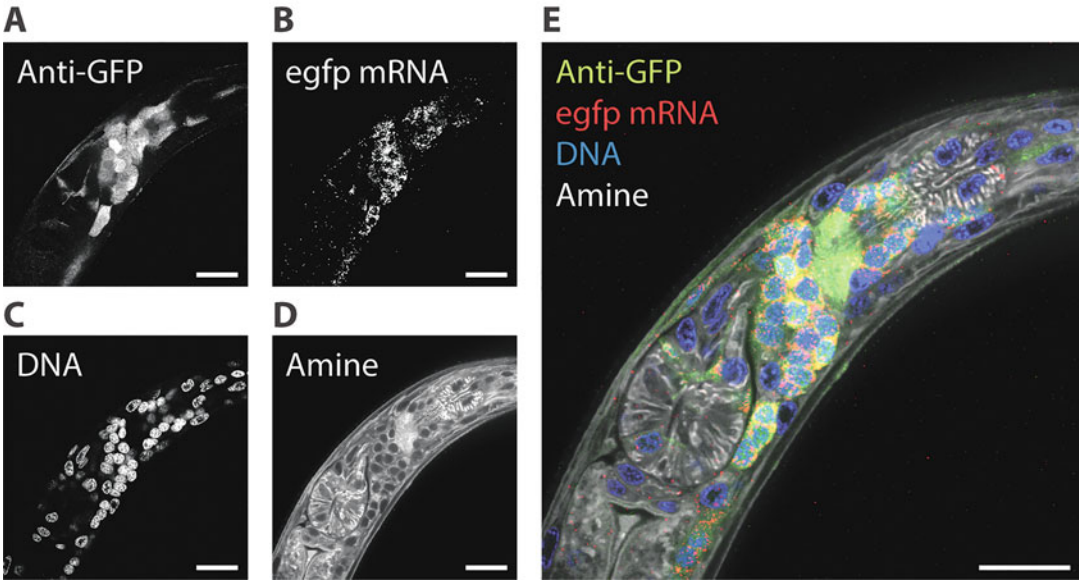 A
Anti-GFP
B
egfp mRNA
C
DNA
D
Amine
E
Anti-GFP
egfp mRNA
DNA
Amine